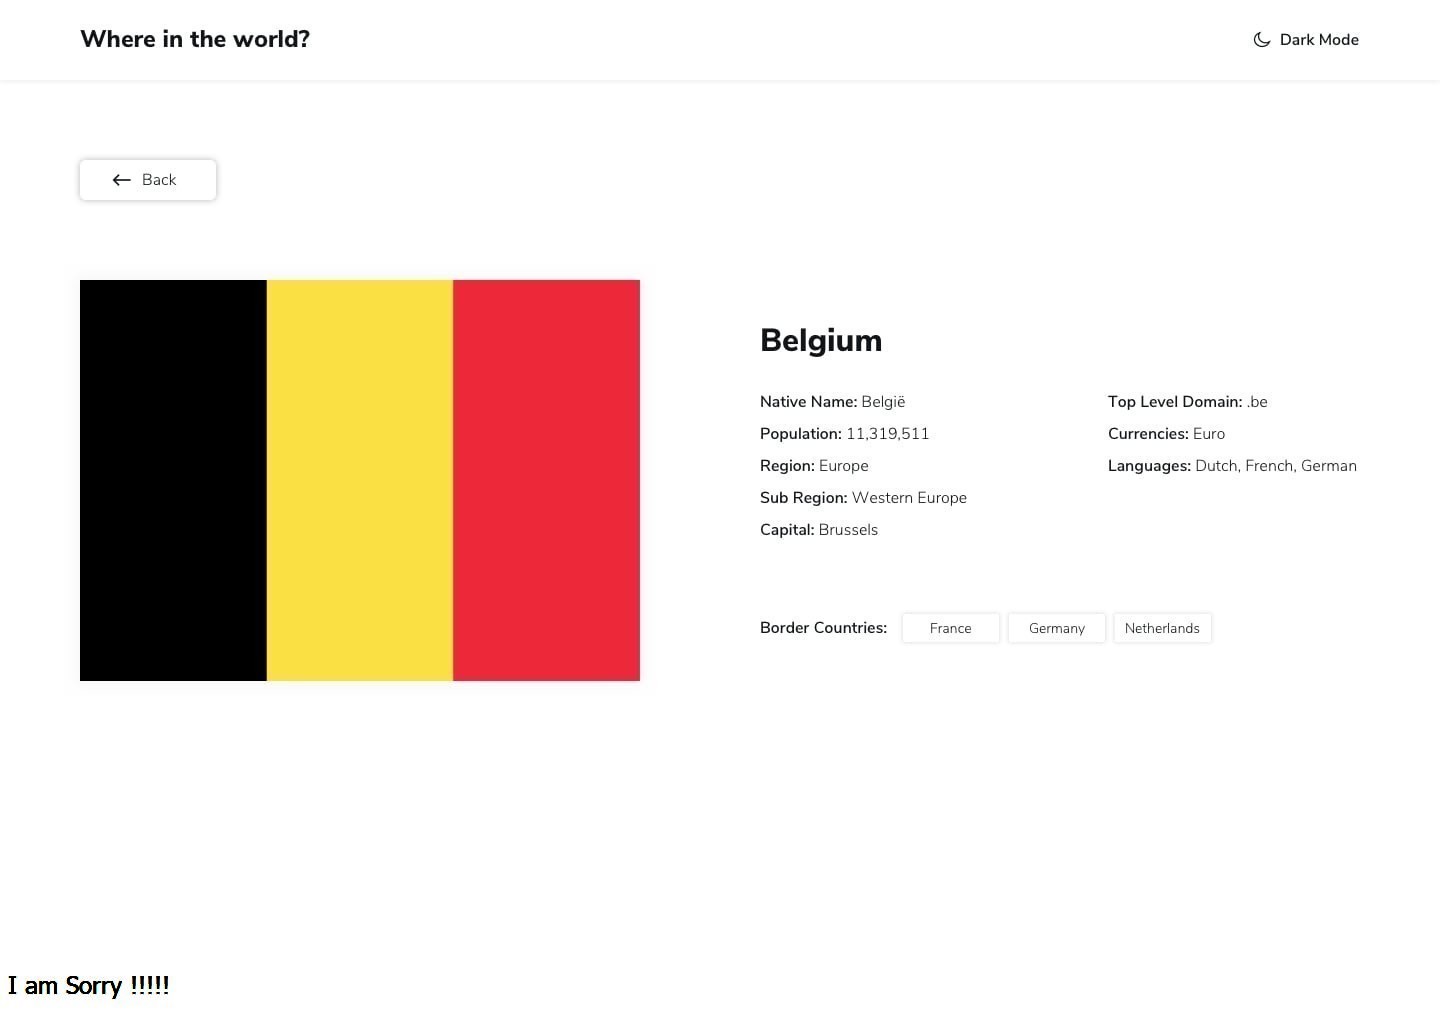 Where in the world?
Dark Mode
Back
Belgium
Native Name: België
Population: 11,319,511
Region: Europe
Sub Region: Western Europe
Capital: Brussels
Top Level Domain: .be
Currencies: Euro
Languages: Dutch, French, German
Border Countries: France Germany Netherlands
I am Sorry !!!!!